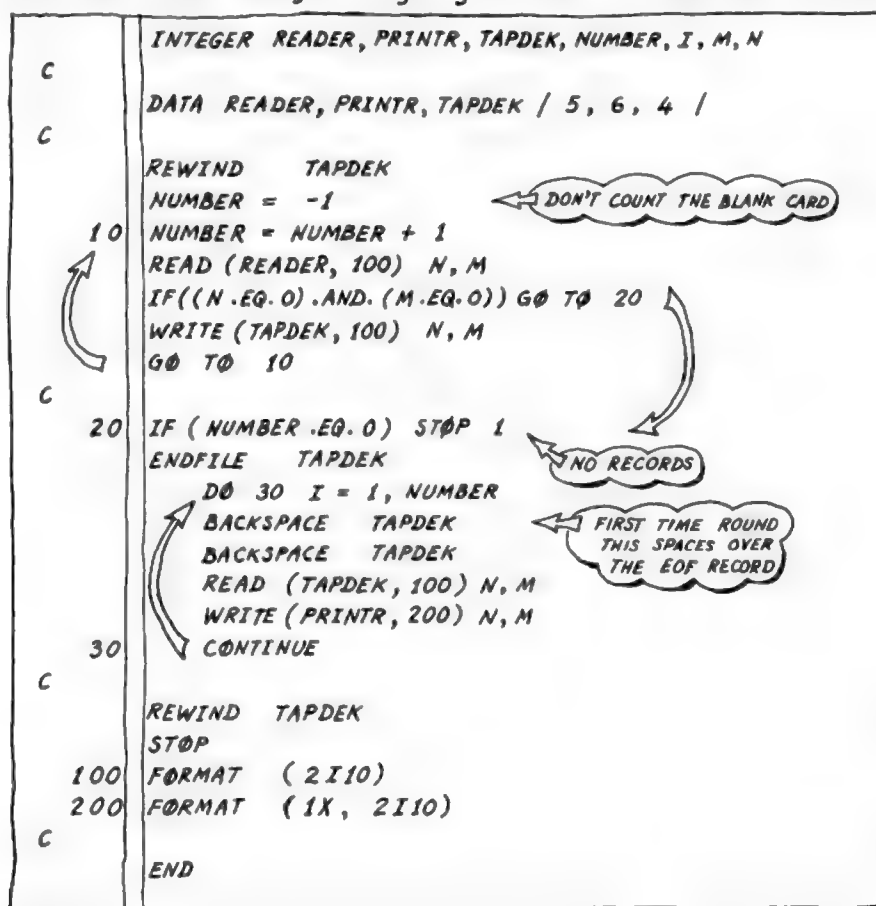 INTEGER READER, PRINTR, TAPDEK, NUMBER, I, M, N
C
DATA READER, PRINTR, TAPDEK / 5, 6, 4 /
C
REWIND TAPDEK
NUMBER = -1
DON'T COUNT THE BLANK CARD
10 NUMBER = NUMBER + 1
READ (READER, 100) N, M
IF((N.EQ.0).AND.(M.EQ.0)) GØ TØ 20
WRITE (TAPDEK, 100) N, M
GØ TØ 10
C
20 IF (NUMBER.EQ.0) STØP 1
NO RECORDS
ENDFILE TAPDEK
DØ 30 I = 1, NUMBER
BACKSPACE TAPDEK
FIRST TIME ROUND
THIS SPACES OVER
THE EOF RECORD
BACKSPACE TAPDEK
READ (TAPDEK, 100) N, M
WRITE (PRINTR, 200) N, M
30 CØNTINUE
C
REWIND TAPDEK
STØP
100 FØRMAT (2I10)
200 FØRMAT (1X, 2I10)
C
END